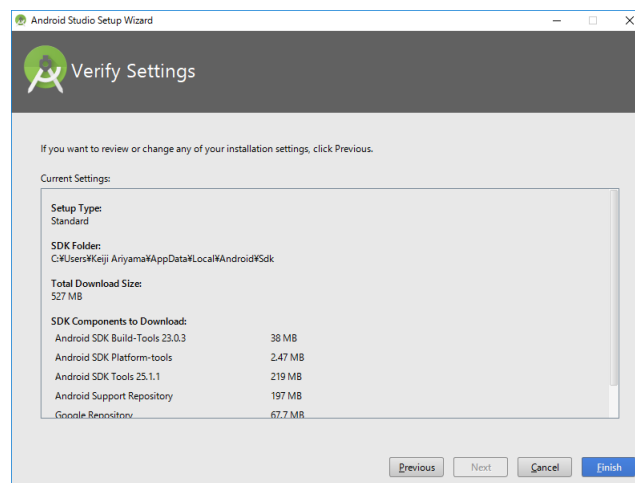 Android Studio Setup Wizard
Verify Settings
If you want to review or change any of your installation settings, click Previous.
Current Settings:
Setup Type:
Standard
SDK Folder:
C:¥Users¥Keiji Ariyama¥AppData¥Local¥Android¥Sdk
Total Download Size:
527 MB
SDK Components to Download:
Android SDK Build-Tools 23.0.3 38 MB
Android SDK Platform-tools 2.47 MB
Android SDK Tools 25.1.1 219 MB
Android Support Repository 197 MB
Google Repository 67.7 MB
Previous Next Cancel Finish